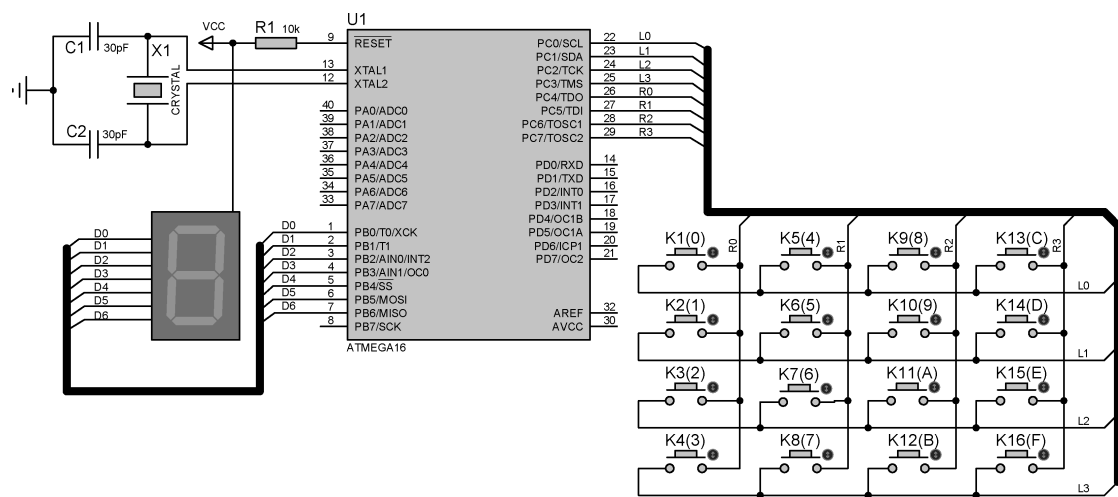 C1
30pF
X1
CRYSTAL
C2
30pF
VCC
R1 10k
U1
9 RESET
13 XTAL1
12 XTAL2
40 PA0/ADC0
39 PA1/ADC1
38 PA2/ADC2
37 PA3/ADC3
36 PA4/ADC4
35 PA5/ADC5
34 PA6/ADC6
33 PA7/ADC7
D0 1 PB0/T0/XCK
D1 2 PB1/T1
D2 3 PB2/AIN0/INT2
D3 4 PB3/AIN1/OC0
D4 5 PB4/SS
D5 6 PB5/MOSI
D6 7 PB6/MISO
8 PB7/SCK
PC0/SCL 22 L0
PC1/SDA 23 L1
PC2/TCK 24 L2
PC3/TMS 25 L3
PC4/TDO 26 R0
PC5/TDI 27 R1
PC6/TOSC1 28 R2
PC7/TOSC2 29 R3
PD0/RXD 14
PD1/TXD 15
PD2/INT0 16
PD3/INT1 17
PD4/OC1B 18
PD5/OC1A 19
PD6/ICP1 20
PD7/OC2 21
AREF 32
AVCC 30
ATMEGA16
D0
D1
D2
D3
D4
D5
D6
R0
R1
R2
R3
K1(0) K5(4) K9(8) K13(C)
L0
K2(1) K6(5) K10(9) K14(D)
L1
K3(2) K7(6) K11(A) K15(E)
L2
K4(3) K8(7) K12(B) K16(F)
L3